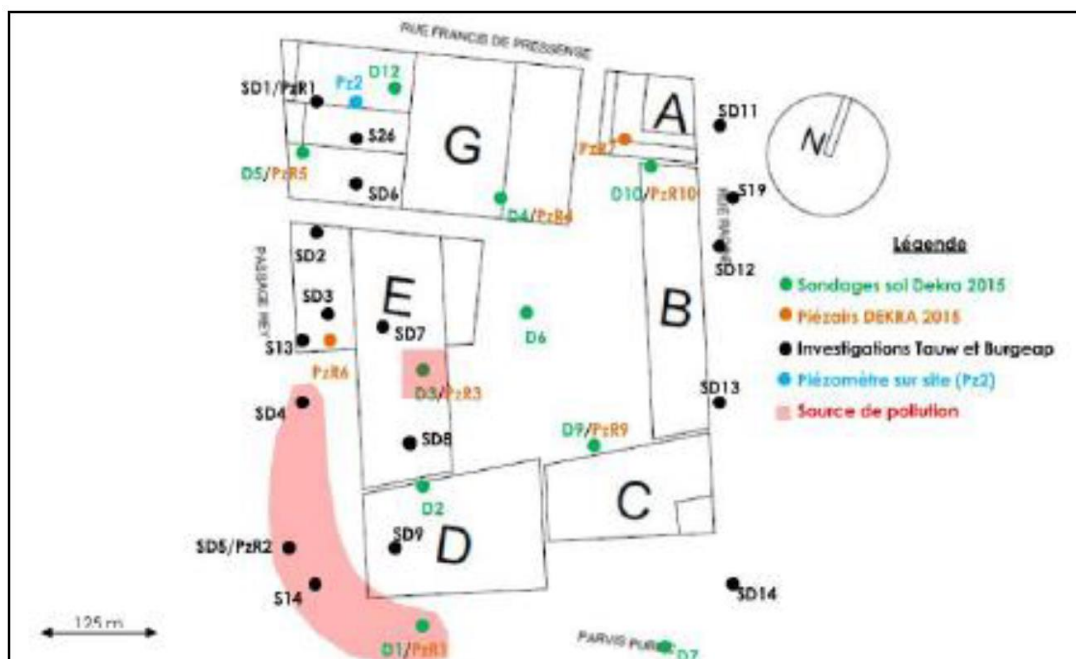 RUE FRANCIS DE PRESSENSE
D12
SD1/PzR1
Pz2
A
SD11
S26
G
PzR7
N
D5/PzR5
SD6
D4/PzR4
D10/PzR10
S19
SD2
SD12
Légende
PASSAGE REY
SD3
E
B
Sondages sol Dekra 2015
SD7
D6
Piézairs DEKRA 2015
S13
Investigations Tauw et Burgeap
PzR6
Piézomètre sur site (Pz2)
D3/PzR3
SD13
Source de pollution
SD4
SD8
D9/PzR9
D2
C
SD5/PzR2
SD9
D
S14
SD14
125 m
D1/PzR1
PARVIS
D7